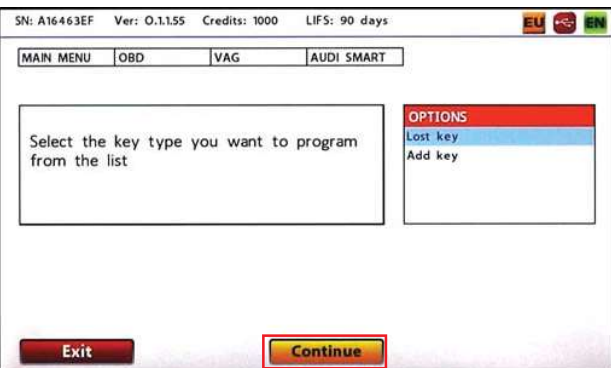 SN: A16463EF Ver: O.1.1.55 Credits: 1000 LIFS: 90 days EU EN
MAIN MENU OBD VAG AUDI SMART
Select the key type you want to program
from the list
OPTIONS
Lost key
Add key
Exit Continue